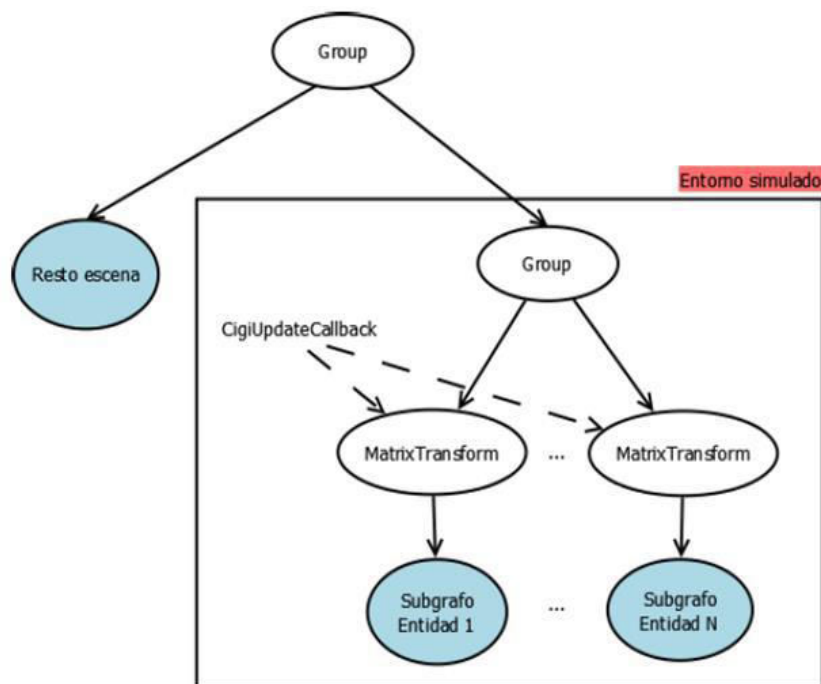 Group
Entorno simulado
Resto escena
Group
CigiUpdateCallback
MatrixTransform
...
MatrixTransform
Subgrafo
Entidad 1
...
Subgrafo
Entidad N